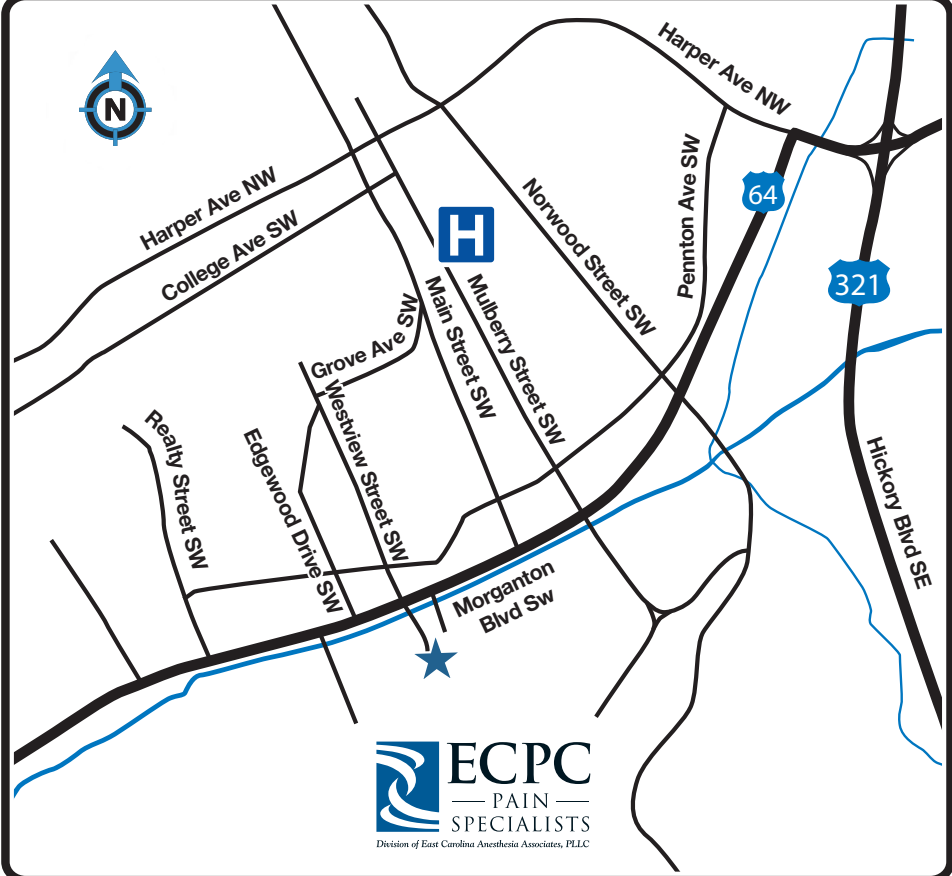 N
Harper Ave NW
Harper Ave NW
College Ave SW
H
Pennton Ave SW
64
Norwood Street SW
321
Main Street SW
Mulberry Street SW
Grove Ave SW
Westview Street SW
Realty Street SW
Edgewood Drive SW
Hickory Blvd SE
Morganton
Blvd Sw
ECPC
PAIN
SPECIALISTS
Division of East Carolina Anesthesia Associates, PLLC